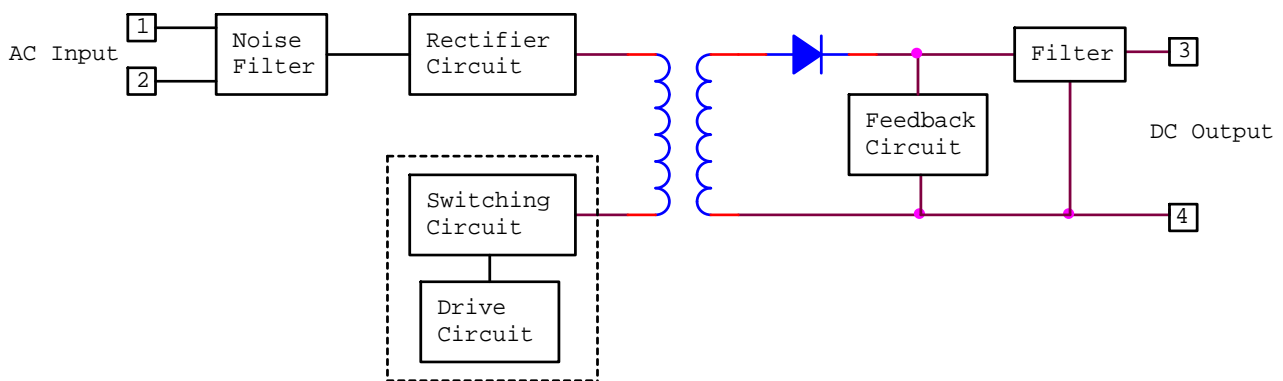 AC Input
1
2
Noise
Filter
Rectifier
Circuit
Switching
Circuit
Drive
Circuit
Feedback
Circuit
Filter
3
DC Output
4